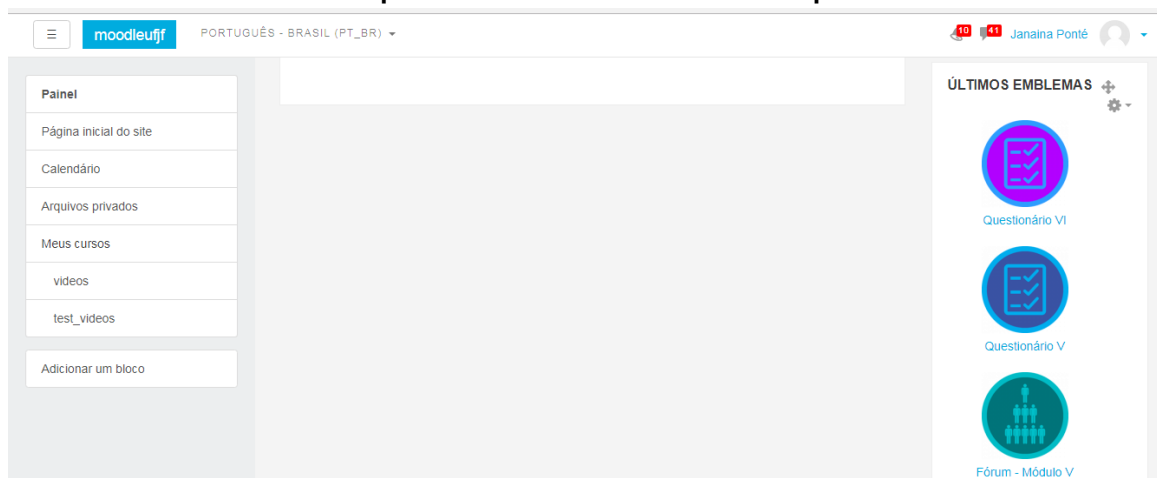 moodleufjf
PORTUGUÊS - BRASIL (PT_BR)
10
41
Janaina Ponté
Painel
Página inicial do site
Calendário
Arquivos privados
Meus cursos
videos
test_videos
Adicionar um bloco
ÚLTIMOS EMBLEMAS
Questionário VI
Questionário V
Fórum - Módulo V